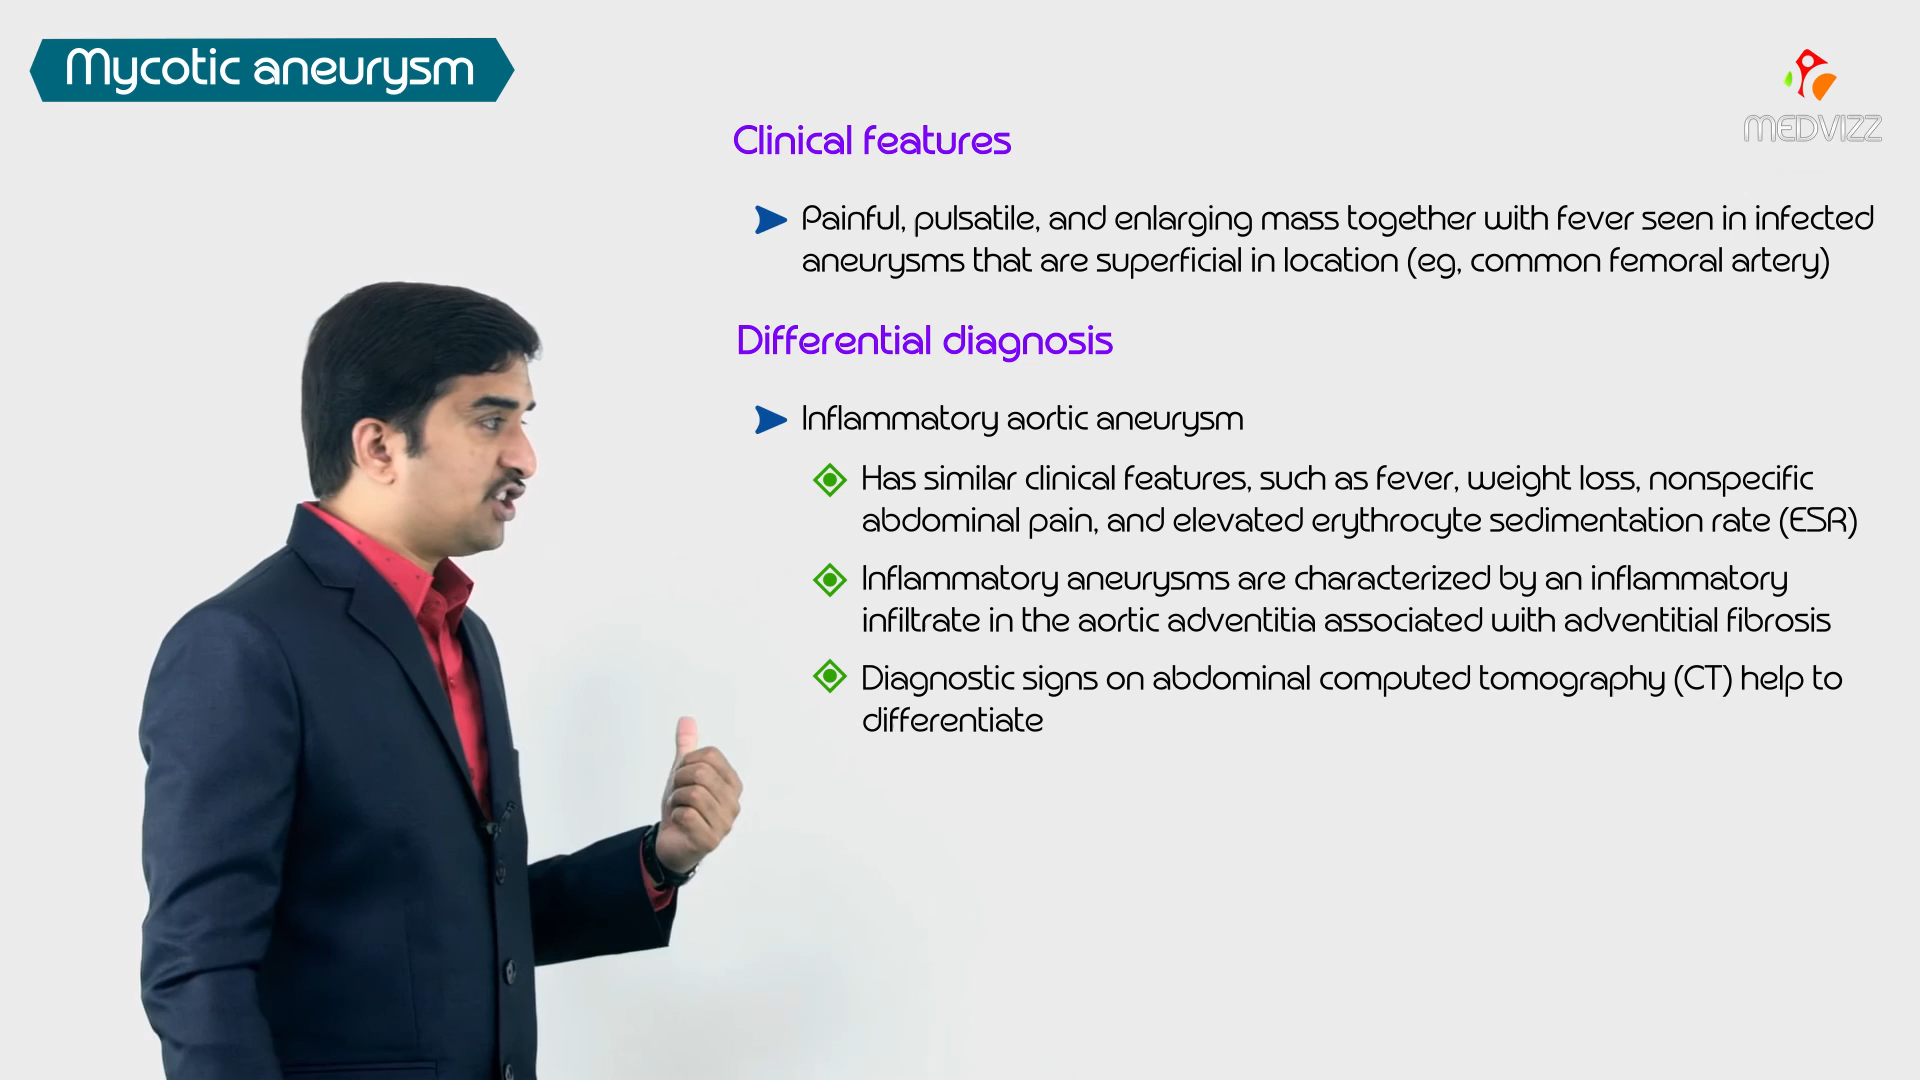 Mycotic aneurysm
MEDVIZZ
Clinical features
Painful, pulsatile, and enlarging mass together with fever seen in infected
aneurysms that are superficial in location (eg, common femoral artery)
Differential diagnosis
Inflammatory aortic aneurysm
Has similar clinical features, such as fever, weight loss, nonspecific
abdominal pain, and elevated erythrocyte sedimentation rate (ESR)
Inflammatory aneurysms are characterized by an inflammatory
infiltrate in the aortic adventitia associated with adventitial fibrosis
Diagnostic signs on abdominal computed tomography (CT) help to
differentiate